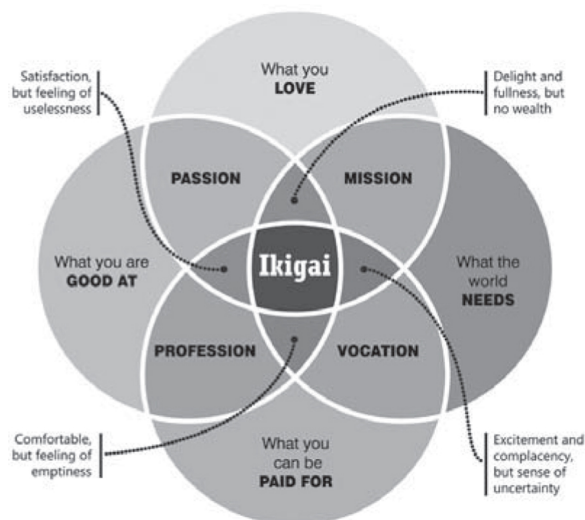 What you
LOVE
Satisfaction,
but feeling of
uselessness
Delight and
fullness, but
no wealth
PASSION
MISSION
What you are
GOOD AT
Ikigai
What the
world
NEEDS
PROFESSION
VOCATION
What you
can be
PAID FOR
Comfortable,
but feeling of
emptiness
Excitement and
complacency,
but sense of
uncertainty